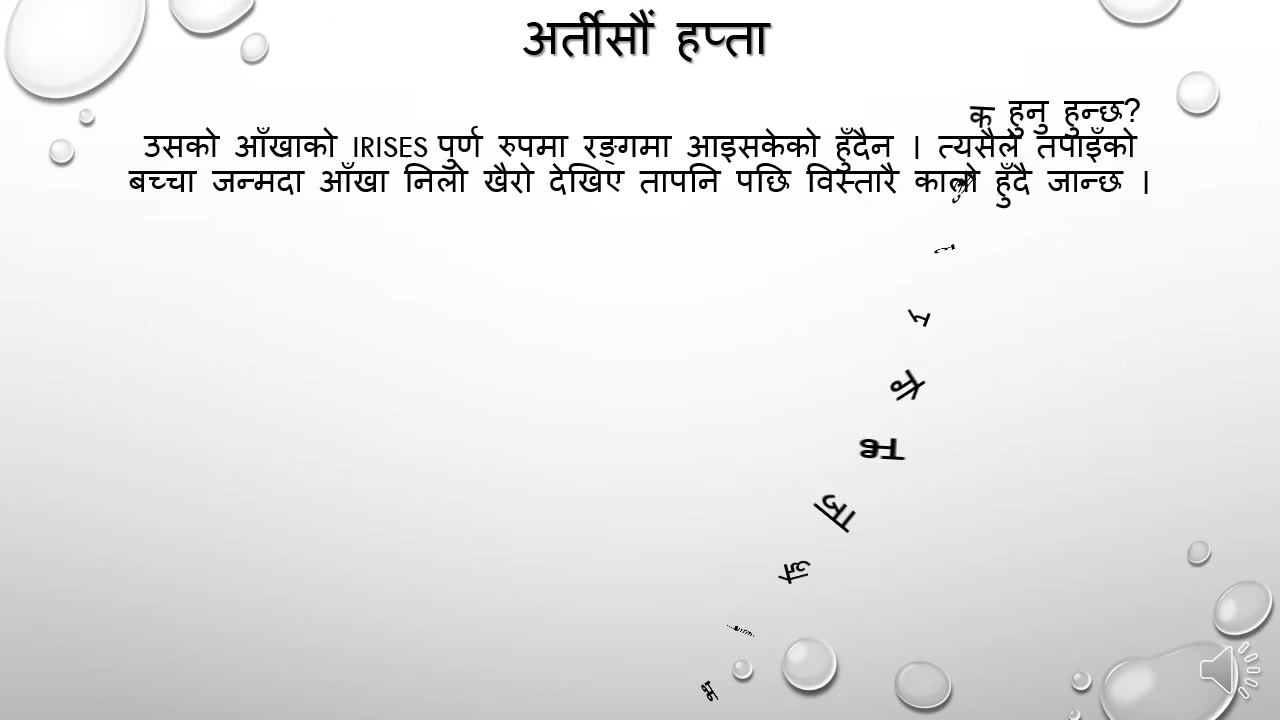 अर्तीसौं हप्ता
हुनु हुन्छ?
उसको आँखाको IRISES पुर्ण रुपमा रङ्गमा आइसकेको हुँदैन । त्यसैले तपाइँको
बच्चा जन्मदा आँखा निलो खैरो देखिए तापनि पछि विस्तारै कालो हुँदै जान्छ ।